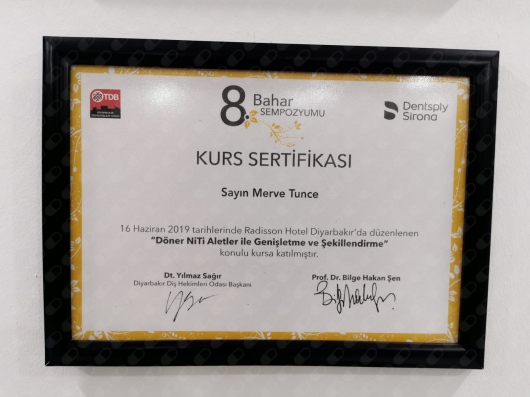 TDB
8. Bahar
SEMPOZYUMU
Dentsply
Sirona
KURS SERTİFİKASI
Sayın Merve Tunce
16 Haziran 2019 tarihlerinde Radisson Hotel Diyarbakır'da düzenlenen
“Döner NiTi Aletler ile Genişletme ve Şekillendirme”
konulu kursa katılmıştır.
Dt. Yılmaz Sağır
Diyarbakır Diş Hekimleri Odası Başkanı
Prof. Dr. Bilge Hakan Şen